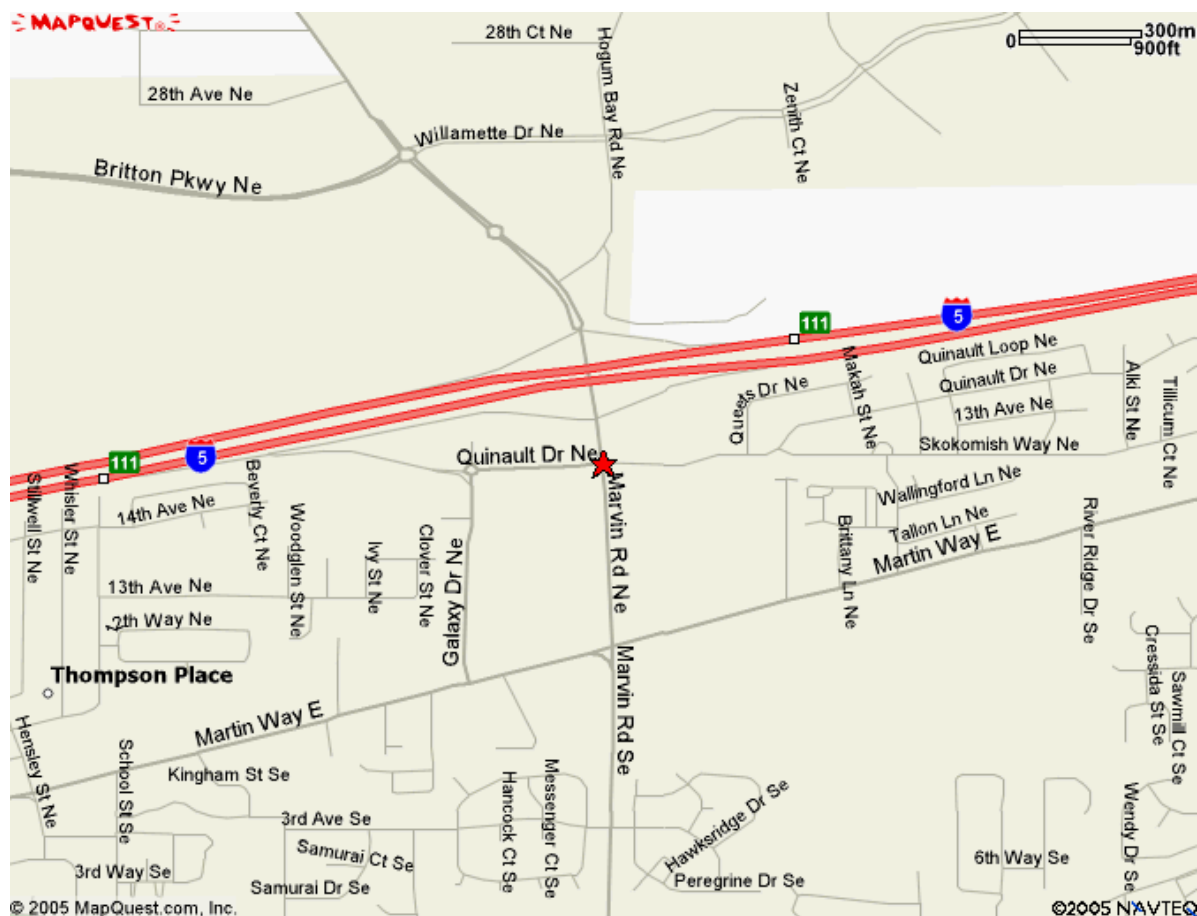 MAPQUEST®
28th Ct Ne
Hogum Bay Rd Ne
0
300m
900ft
28th Ave Ne
Zenith Ct Ne
Willamette Dr Ne
Britton Pkwy Ne
111
5
Quinault Loop Ne
Makah St Ne
Quinault Dr Ne
Alki St Ne
Tillicum Ct Ne
Queets Dr Ne
13th Ave Ne
Skokomish Way Ne
111
5
Quinault Dr Ne
Stillwell St Ne
Whisler St Ne
Beverly Ct Ne
14th Ave Ne
Woodglen St Ne
Ivy St Ne
Clover St Ne
Galaxy Dr Ne
Marvin Rd Ne
Wallingford Ln Ne
Tallon Ln Ne
Brittany Ln Ne
Martin Way E
River Ridge Dr Se
13th Ave Ne
12th Way Ne
Thompson Place
Marvin Rd Se
Cressida St Se
Sawmill Ct Se
Martin Way E
Hensley St Ne
School St Se
Kingham St Se
Hancock Ct Se
Messenger Ct Se
Hawksridge Dr Se
Wendy Dr Se
3rd Ave Se
Samurai Ct Se
3rd Way Se
Samurai Dr Se
Peregrine Dr Se
6th Way Se
© 2005 MapQuest.com, Inc.
©2005 NAVTEQ